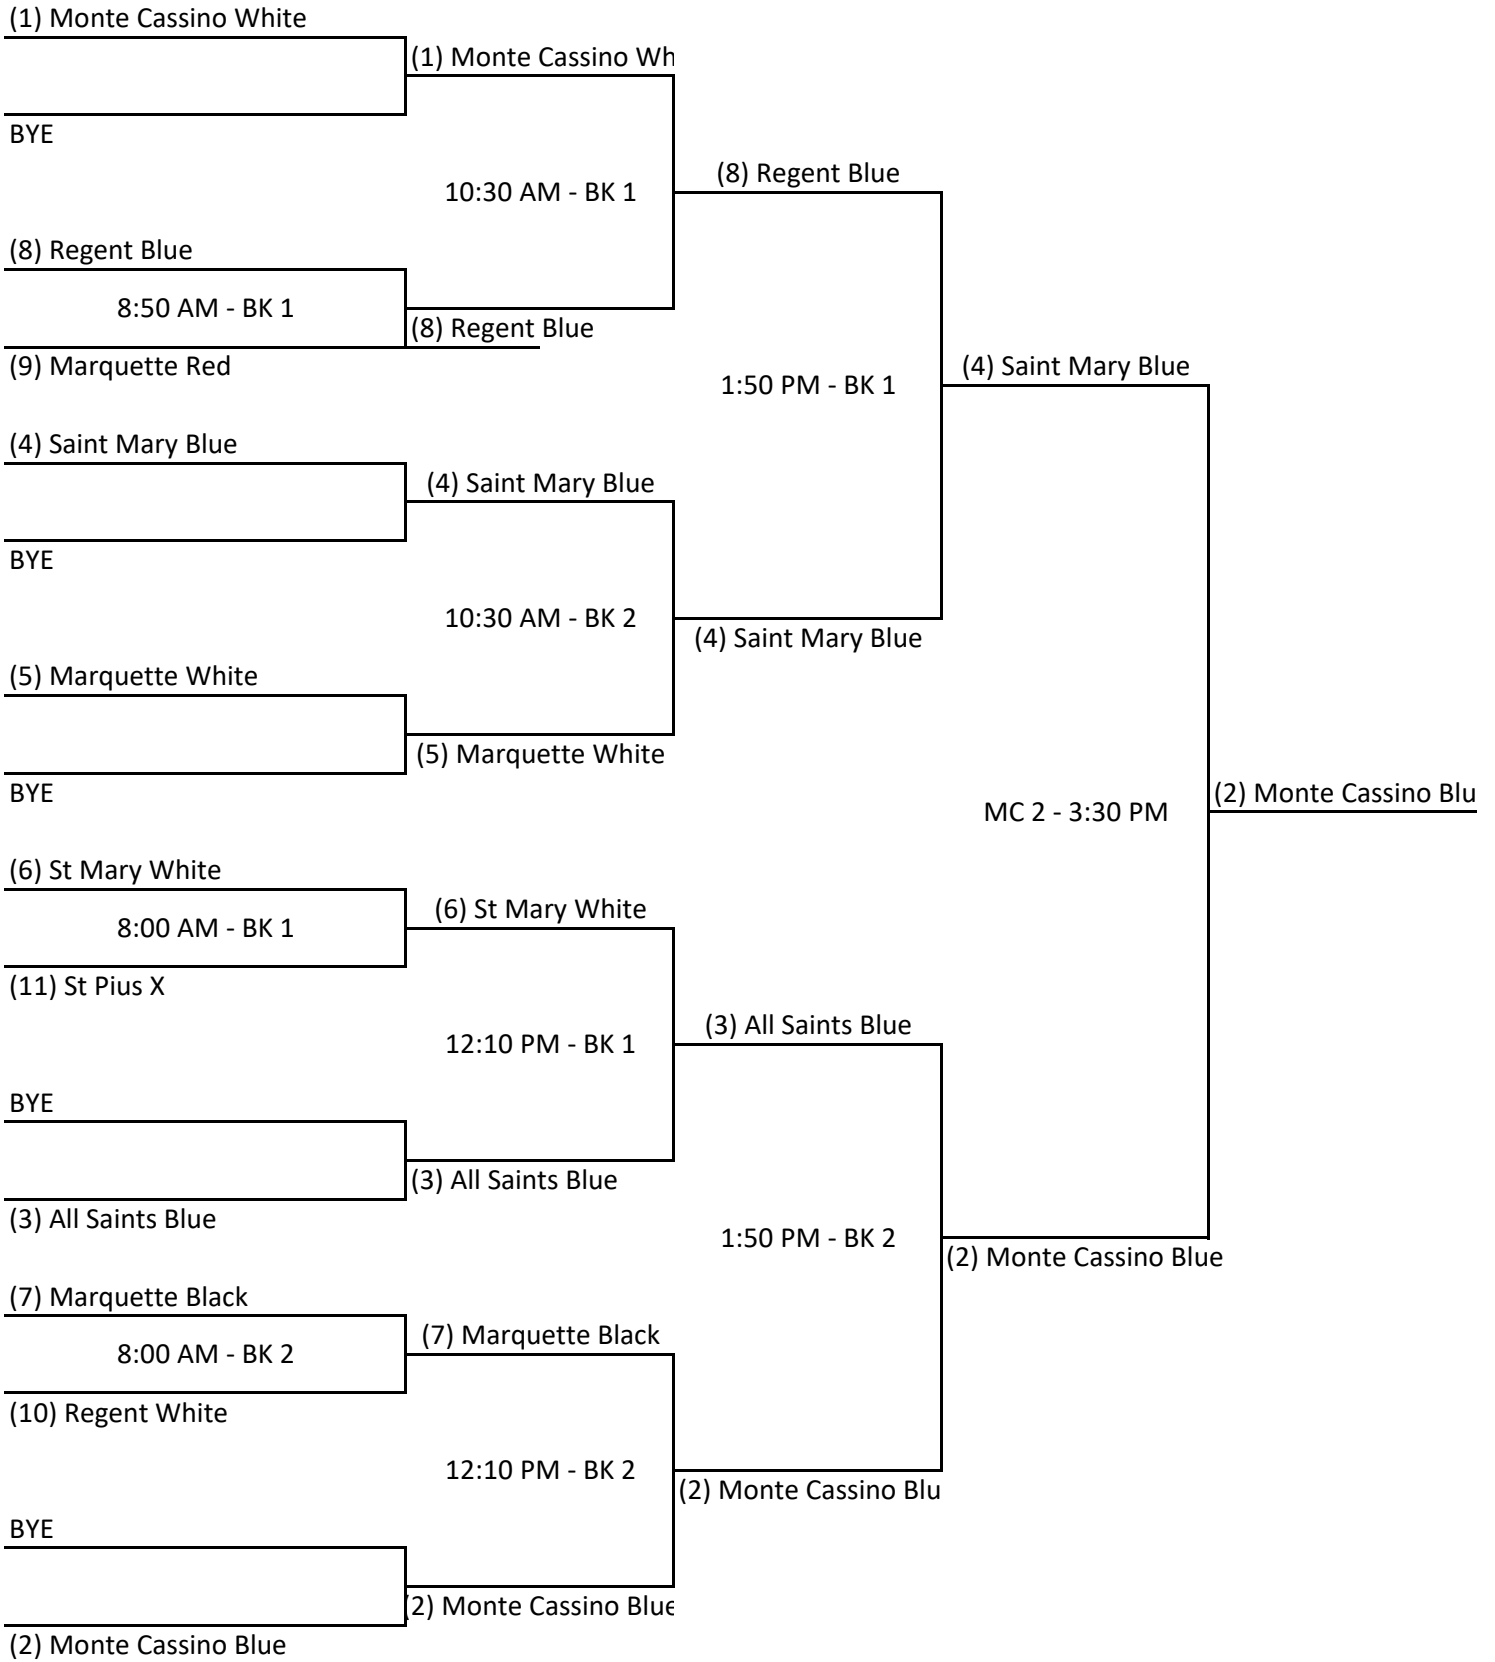 (1) Monte Cassino White
(1) Monte Cassino Wh
BYE
10:30 AM - BK 1
(8) Regent Blue
(8) Regent Blue
8:50 AM - BK 1
(8) Regent Blue
(9) Marquette Red
1:50 PM - BK 1
(4) Saint Mary Blue
(4) Saint Mary Blue
(4) Saint Mary Blue
BYE
10:30 AM - BK 2
(4) Saint Mary Blue
(5) Marquette White
(5) Marquette White
BYE
MC 2 - 3:30 PM
(2) Monte Cassino Blu
(6) St Mary White
(6) St Mary White
8:00 AM - BK 1
(11) St Pius X
(3) All Saints Blue
12:10 PM - BK 1
BYE
(3) All Saints Blue
(3) All Saints Blue
1:50 PM - BK 2
(2) Monte Cassino Blue
(7) Marquette Black
(7) Marquette Black
8:00 AM - BK 2
(10) Regent White
12:10 PM - BK 2
(2) Monte Cassino Blu
BYE
(2) Monte Cassino Blue
(2) Monte Cassino Blue